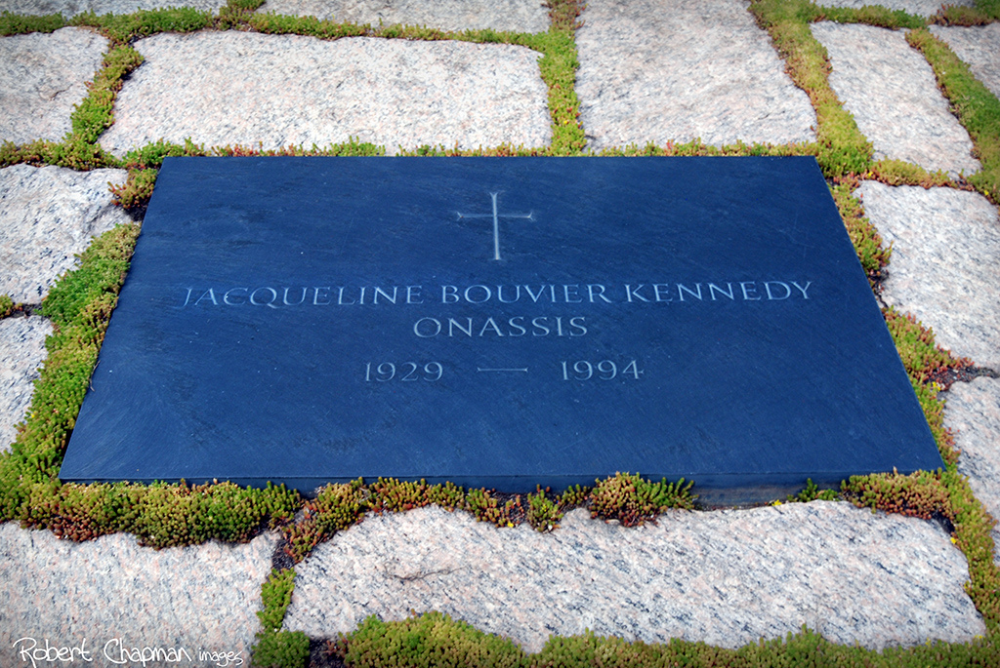 JACQUELINE BOUVIER KENNEDY
ONASSIS
1929 — 1994
Robert Chapman images